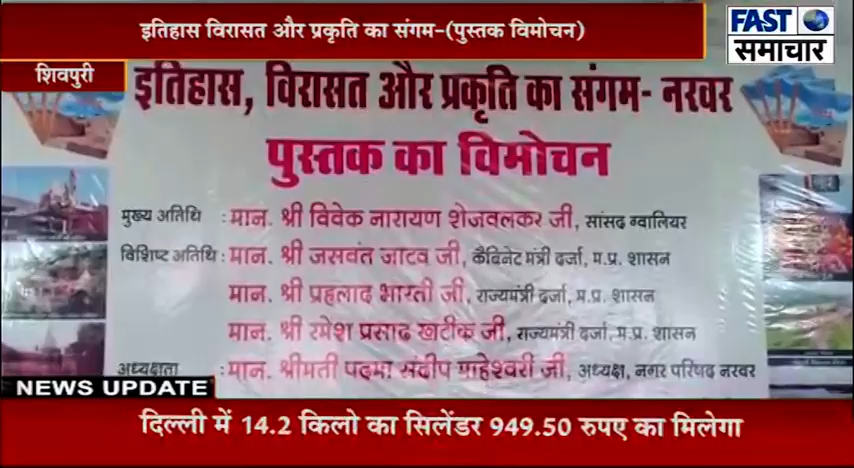 इतिहास विरासत और प्रकृति का संगम-(पुस्तक विमोचन)
FAST
समाचार
शिवपुरी
इतिहास, विरासत और प्रकृति का संगम- नरवर
पुस्तक का विमोचन
मुख्य अतिथि : मान. श्री विवेक नारायण शेजवलकर जी, सांसद ग्वालियर
विशिष्ट अतिथि : मान. श्री जसवंत जाटव जी, कैबिनेट मंत्री दर्जा, म.प्र. शासन
मान. श्री प्रहलाद भारती जी, राज्यमंत्री दर्जा, म.प्र. शासन
मान. श्री रमेश प्रसाद खटीक जी, राज्यमंत्री दर्जा, म.प्र. शासन
अध्यक्षता : मान. श्रीमती पदमा संदीप माहेश्वरी जी, अध्यक्ष, नगर परिषद नरवर
NEWS UPDATE
दिल्ली में 14.2 किलो का सिलेंडर 949.50 रुपए का मिलेगा